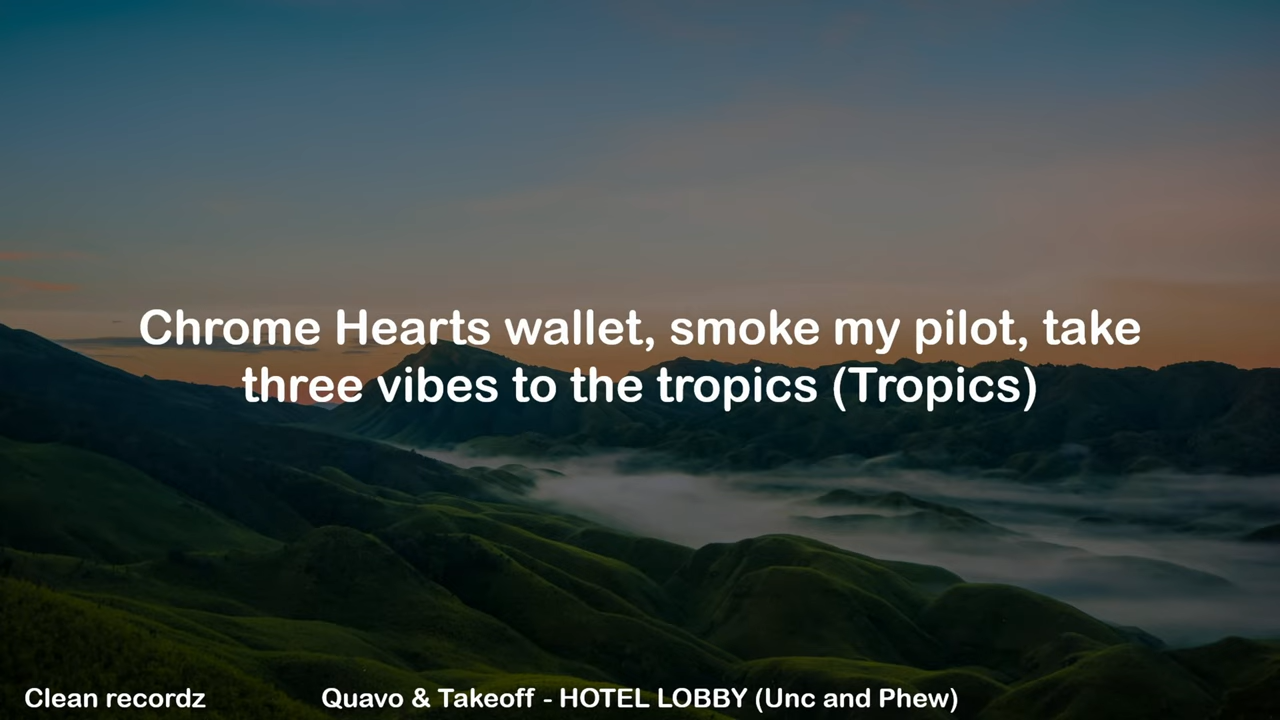 Chrome Hearts wallet, smoke my pilot, take
three vibes to the tropics (Tropics)
Clean recordz
Quavo & Takeoff - HOTEL LOBBY (Unc and Phew)